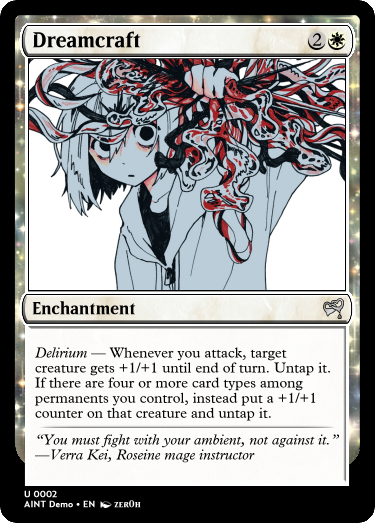 Dreamcraft 2
Enchantment
Delirium — Whenever you attack, target
creature gets +1/+1 until end of turn. Untap it.
If there are four or more card types among
permanents you control, instead put a +1/+1
counter on that creature and untap it.
“You must fight with your ambient, not against it.”
—Verra Kei, Roseine mage instructor
U 0002
AINT Demo • EN ZER0H